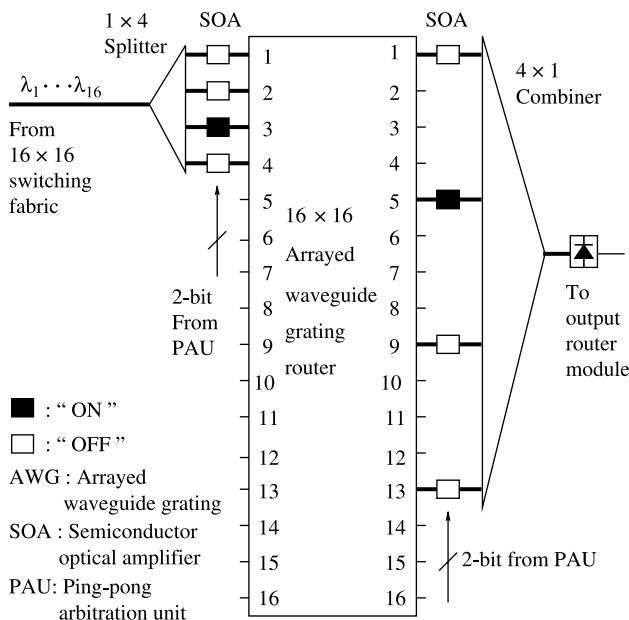 SOA
SOA
1 × 4
Splitter
λ1 · · · λ16
From
16 × 16
switching
fabric
1
2
3
4
5
6
7
8
9
10
11
12
13
14
15
16
16 × 16
Arrayed
waveguide
grating
router
1
2
3
4
5
6
7
8
9
10
11
12
13
14
15
16
4 × 1
Combiner
To
output
router
module
2-bit
From
PAU
2-bit from PAU
: “ ON ”
: “ OFF ”
AWG : Arrayed
waveguide grating
SOA : Semiconductor
optical amplifier
PAU: Ping-pong
arbitration unit